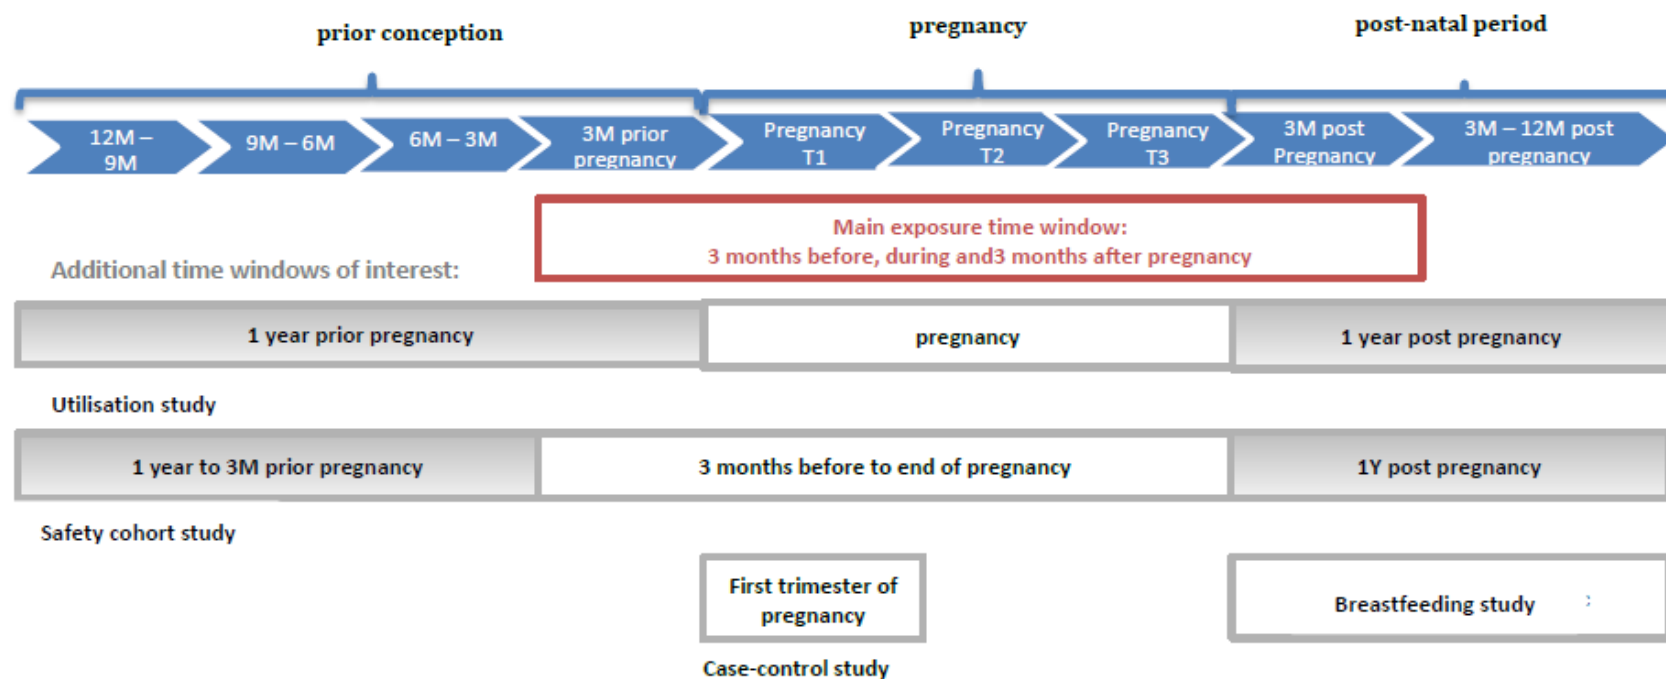 prior conception
pregnancy
post-natal period
12M –
9M
9M – 6M
6M – 3M
3M prior
pregnancy
Pregnancy
T1
Pregnancy
T2
Pregnancy
T3
3M post
Pregnancy
3M – 12M post
pregnancy
Main exposure time window:
3 months before, during and3 months after pregnancy
Additional time windows of interest:
1 year prior pregnancy
pregnancy
1 year post pregnancy
Utilisation study
1 year to 3M prior pregnancy
3 months before to end of pregnancy
1Y post pregnancy
Safety cohort study
First trimester of
pregnancy
Breastfeeding study
Case-control study